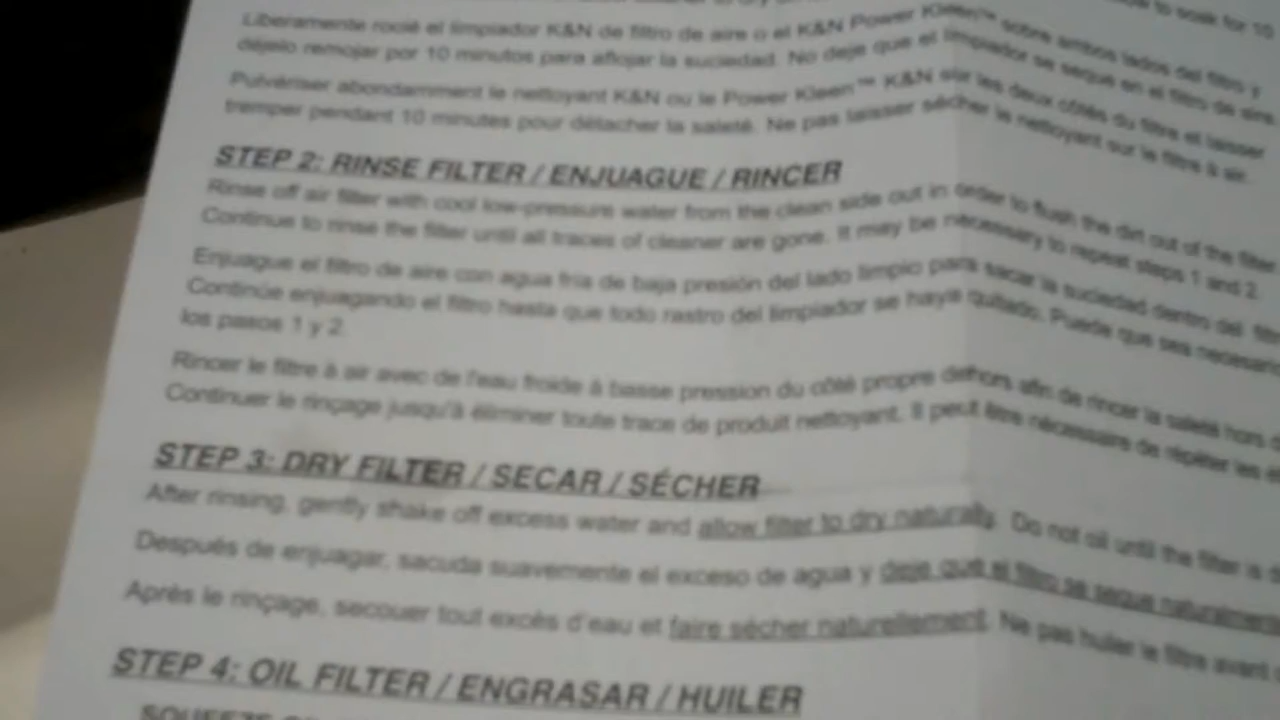 to soak for 10
Liberamente rocié el limpiador K&N de filtro de aire o el K&N Power Kleen™ sobre ambos lados del filtro y
déjelo remojar por 10 minutos para aflojar la suciedad. No deje que el limpiador se seque en el filtro de aire.
Pulvériser abondamment le nettoyant K&N ou le Power Kleen™ K&N sur les deux côtés du filtre et laisser
tremper pendant 10 minutes pour détacher la saleté. Ne pas laisser sécher le nettoyant sur le filtre à air.
STEP 2: RINSE FILTER / ENJUAGUE / RINCER
Rinse off air filter with cool low-pressure water from the clean side out in order to flush the dirt out of the filter.
Continue to rinse the filter until all traces of cleaner are gone. It may be necessary to repeat steps 1 and 2.
Enjuague el filtro de aire con agua fria de baja presión del lado limpio para sacar la suciedad dentro del
Continúe enjuagando el filtro hasta que todo rastro del limpiador se haya quitado. Puede que sea
los pasos 1 y 2.
Rincer le filtre à air avec de l'eau froide à basse pression du côté propre dehors afin de rincer la saleté hors
Continuer le rinçage jusqu'à éliminer toute trace de produit nettoyant. Il peut être nécessaire de répéter les
STEP 3: DRY FILTER / SECAR / SÉCHER
After rinsing, gently shake off excess water and allow filter to dry naturally. Do not oil until the filter is
Después de enjuagar, sacuda suavemente el exceso de agua y deje que el filtro se seque
Après le rinçage, secouer tout excès d'eau et faire sécher naturellement. Ne pas huiler le filtre avant
STEP 4: OIL FILTER / ENGRASAR / HUILER
SQUEEZE